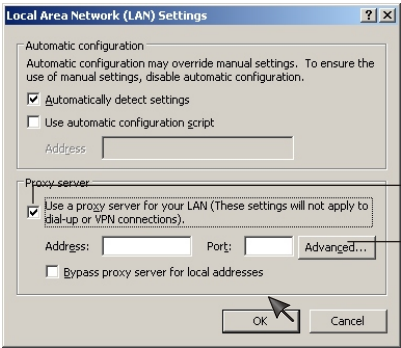 Local Area Network (LAN) Settings
Automatic configuration
Automatic configuration may override manual settings. To ensure the
use of manual settings, disable automatic configuration.
Automatically detect settings
Use automatic configuration script
Address
Proxy server
Use a proxy server for your LAN (These settings will not apply to
dial-up or VPN connections).
Address: Port: Advanced...
Bypass proxy server for local addresses
OK Cancel